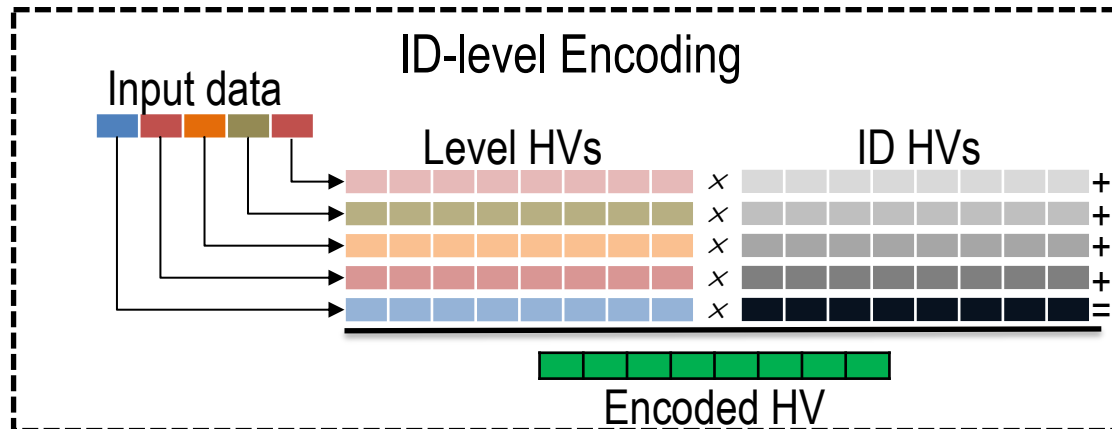 ID-level Encoding
Input data
Level HVs
ID HVs
× +
× +
× +
× +
× =
Encoded HV